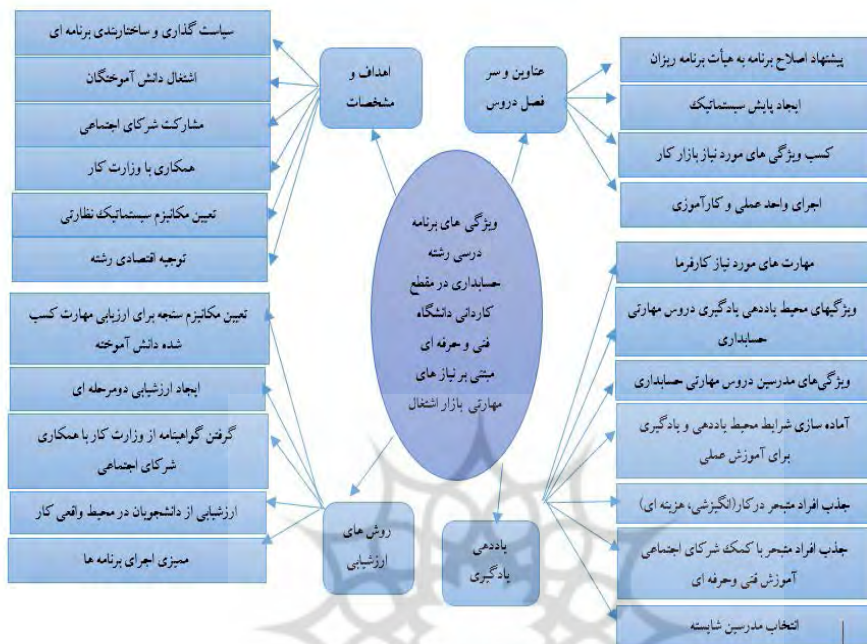 عناوین و سر
فصل دروس
پیشنهاد اصلاح برنامه به هیأت برنامه ریزان
ایجاد پایش سیستماتیک
کسب ویژگی های مورد نیاز بازار کار
اجرای واحد عملی و کارآموزی
اهداف و
مشخصات
سیاست گذاری و ساختاربندی برنامه ای
اشتغال دانش آموختگان
مشارکت شرکای اجتماعی
همکاری با وزارت کار
تعیین مکانیزم سیستماتیک نظارتی
توجیه اقتصادی رشته
ویژگی های برنامه
درسی رشته
حسابداری در مقطع
کاردانی دانشگاه
فنی و حرفه ای
مبتنی بر نیاز های
مهارتی بازار اشتغال
یاددهی
یادگیری
مهارت های مورد نیاز کارفرما
ویژگیهای محیط یاددهی یادگیری دروس مهارتی
حسابداری
ویژگی‌های مدرسین دروس مهارتی حسابداری
آماده سازی شرایط محیط یاددهی و یادگیری
برای آموزش عملی
جذب افراد متبحر درکار(انگیزشی، هزینه ای)
جذب افراد متبحر با کمک شرکای اجتماعی
آموزش فنی وحرفه ای
انتخاب مدرسین شایسته
روش های
ارزشیابی
تعیین مکانیزم سنجه برای ارزیابی مهارت کسب
شده دانش آموخته
ایجاد ارزشیابی دومرحله ای
گرفتن گواهینامه از وزارت کار با همکاری
شرکای اجتماعی
ارزشیابی از دانشجویان در محیط واقعی کار
ممیزی اجرای برنامه ها